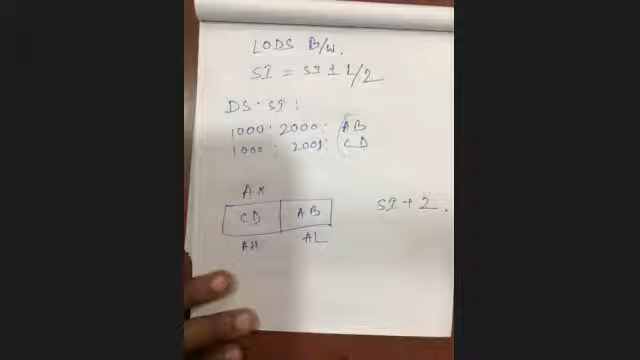 LODS B/W.
SI = SI ± 1/2
DS : SI :
1000 : 2000 : AB
1000 : 2001 : CD
AX
CD AB SI + 2.
AH AL